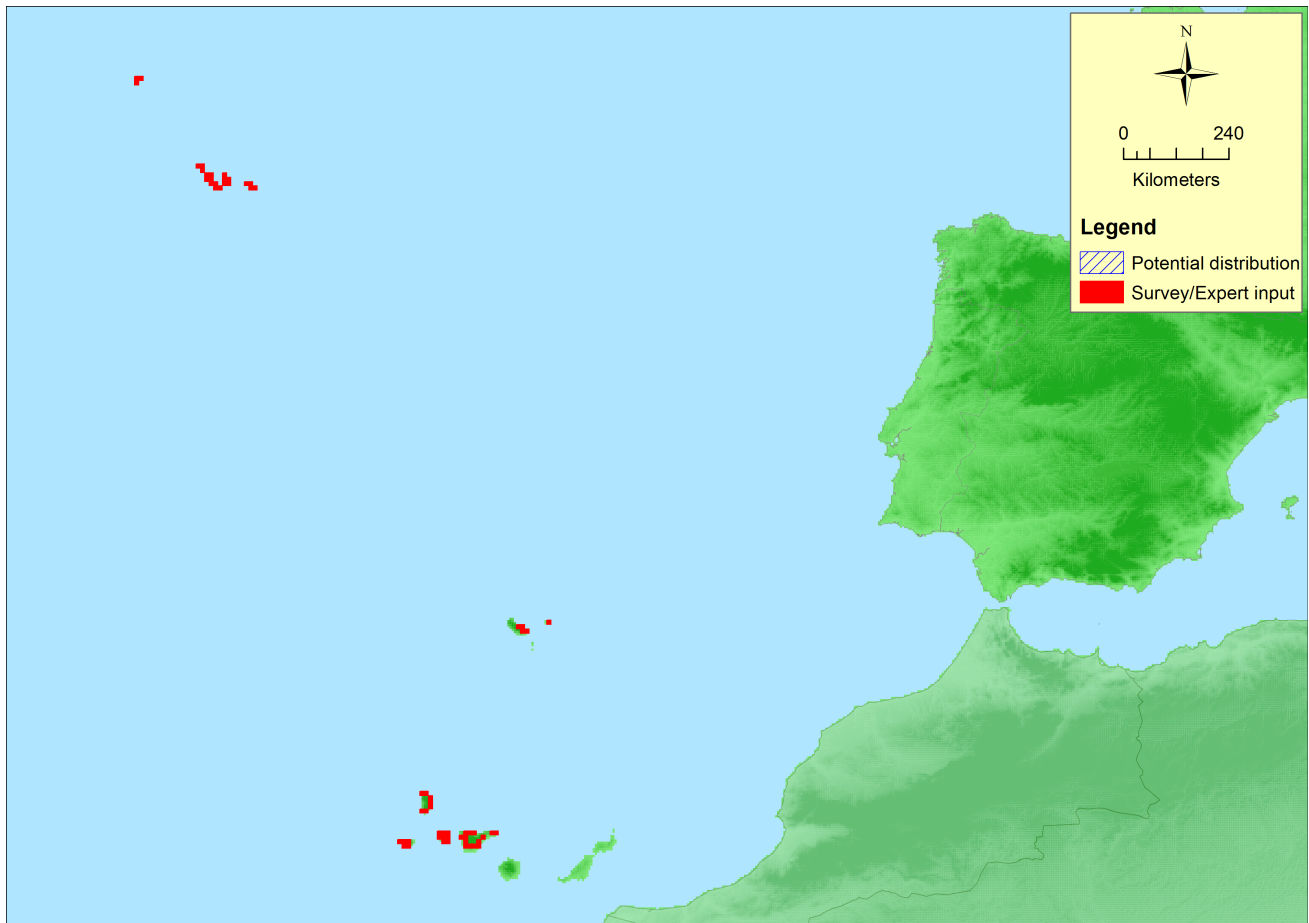 N
0 240
Kilometers
Legend
Potential distribution
Survey/Expert input